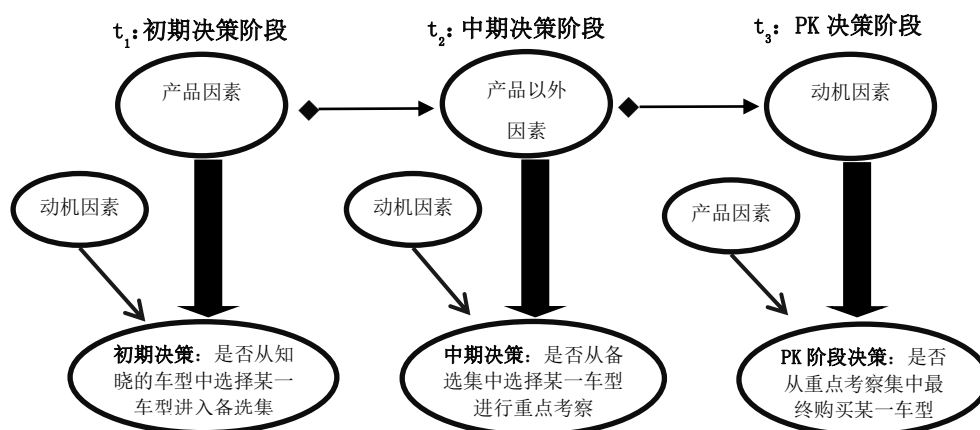 t1: 初期决策阶段
t2: 中期决策阶段
t3: PK 决策阶段
产品因素
产品以外
因素
动机因素
动机因素
动机因素
产品因素
初期决策：是否从知
晓的车型中选择某一
车型进入备选集
中期决策：是否从备
选集中选择某一车型
进行重点考察
PK 阶段决策：是否
从重点考察集中最
终购买某一车型